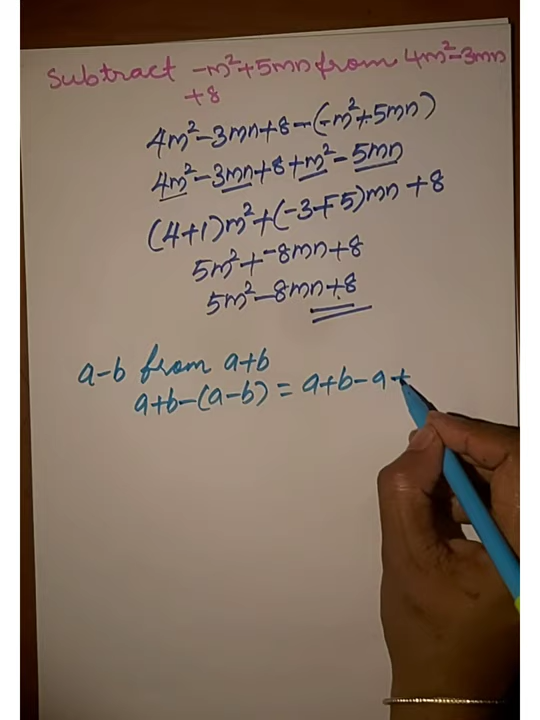 Subtract -m²+5mn from 4m²-3mn
+8
4m²-3mn+8-(-m²+5mn)
4m²-3mn+8+m²-5mn
(4+1)m²+(-3+-5)mn+8
5m²+-8mn+8
5m²-8mn+8
a-b from a+b
a+b-(a-b)=a+b-a+